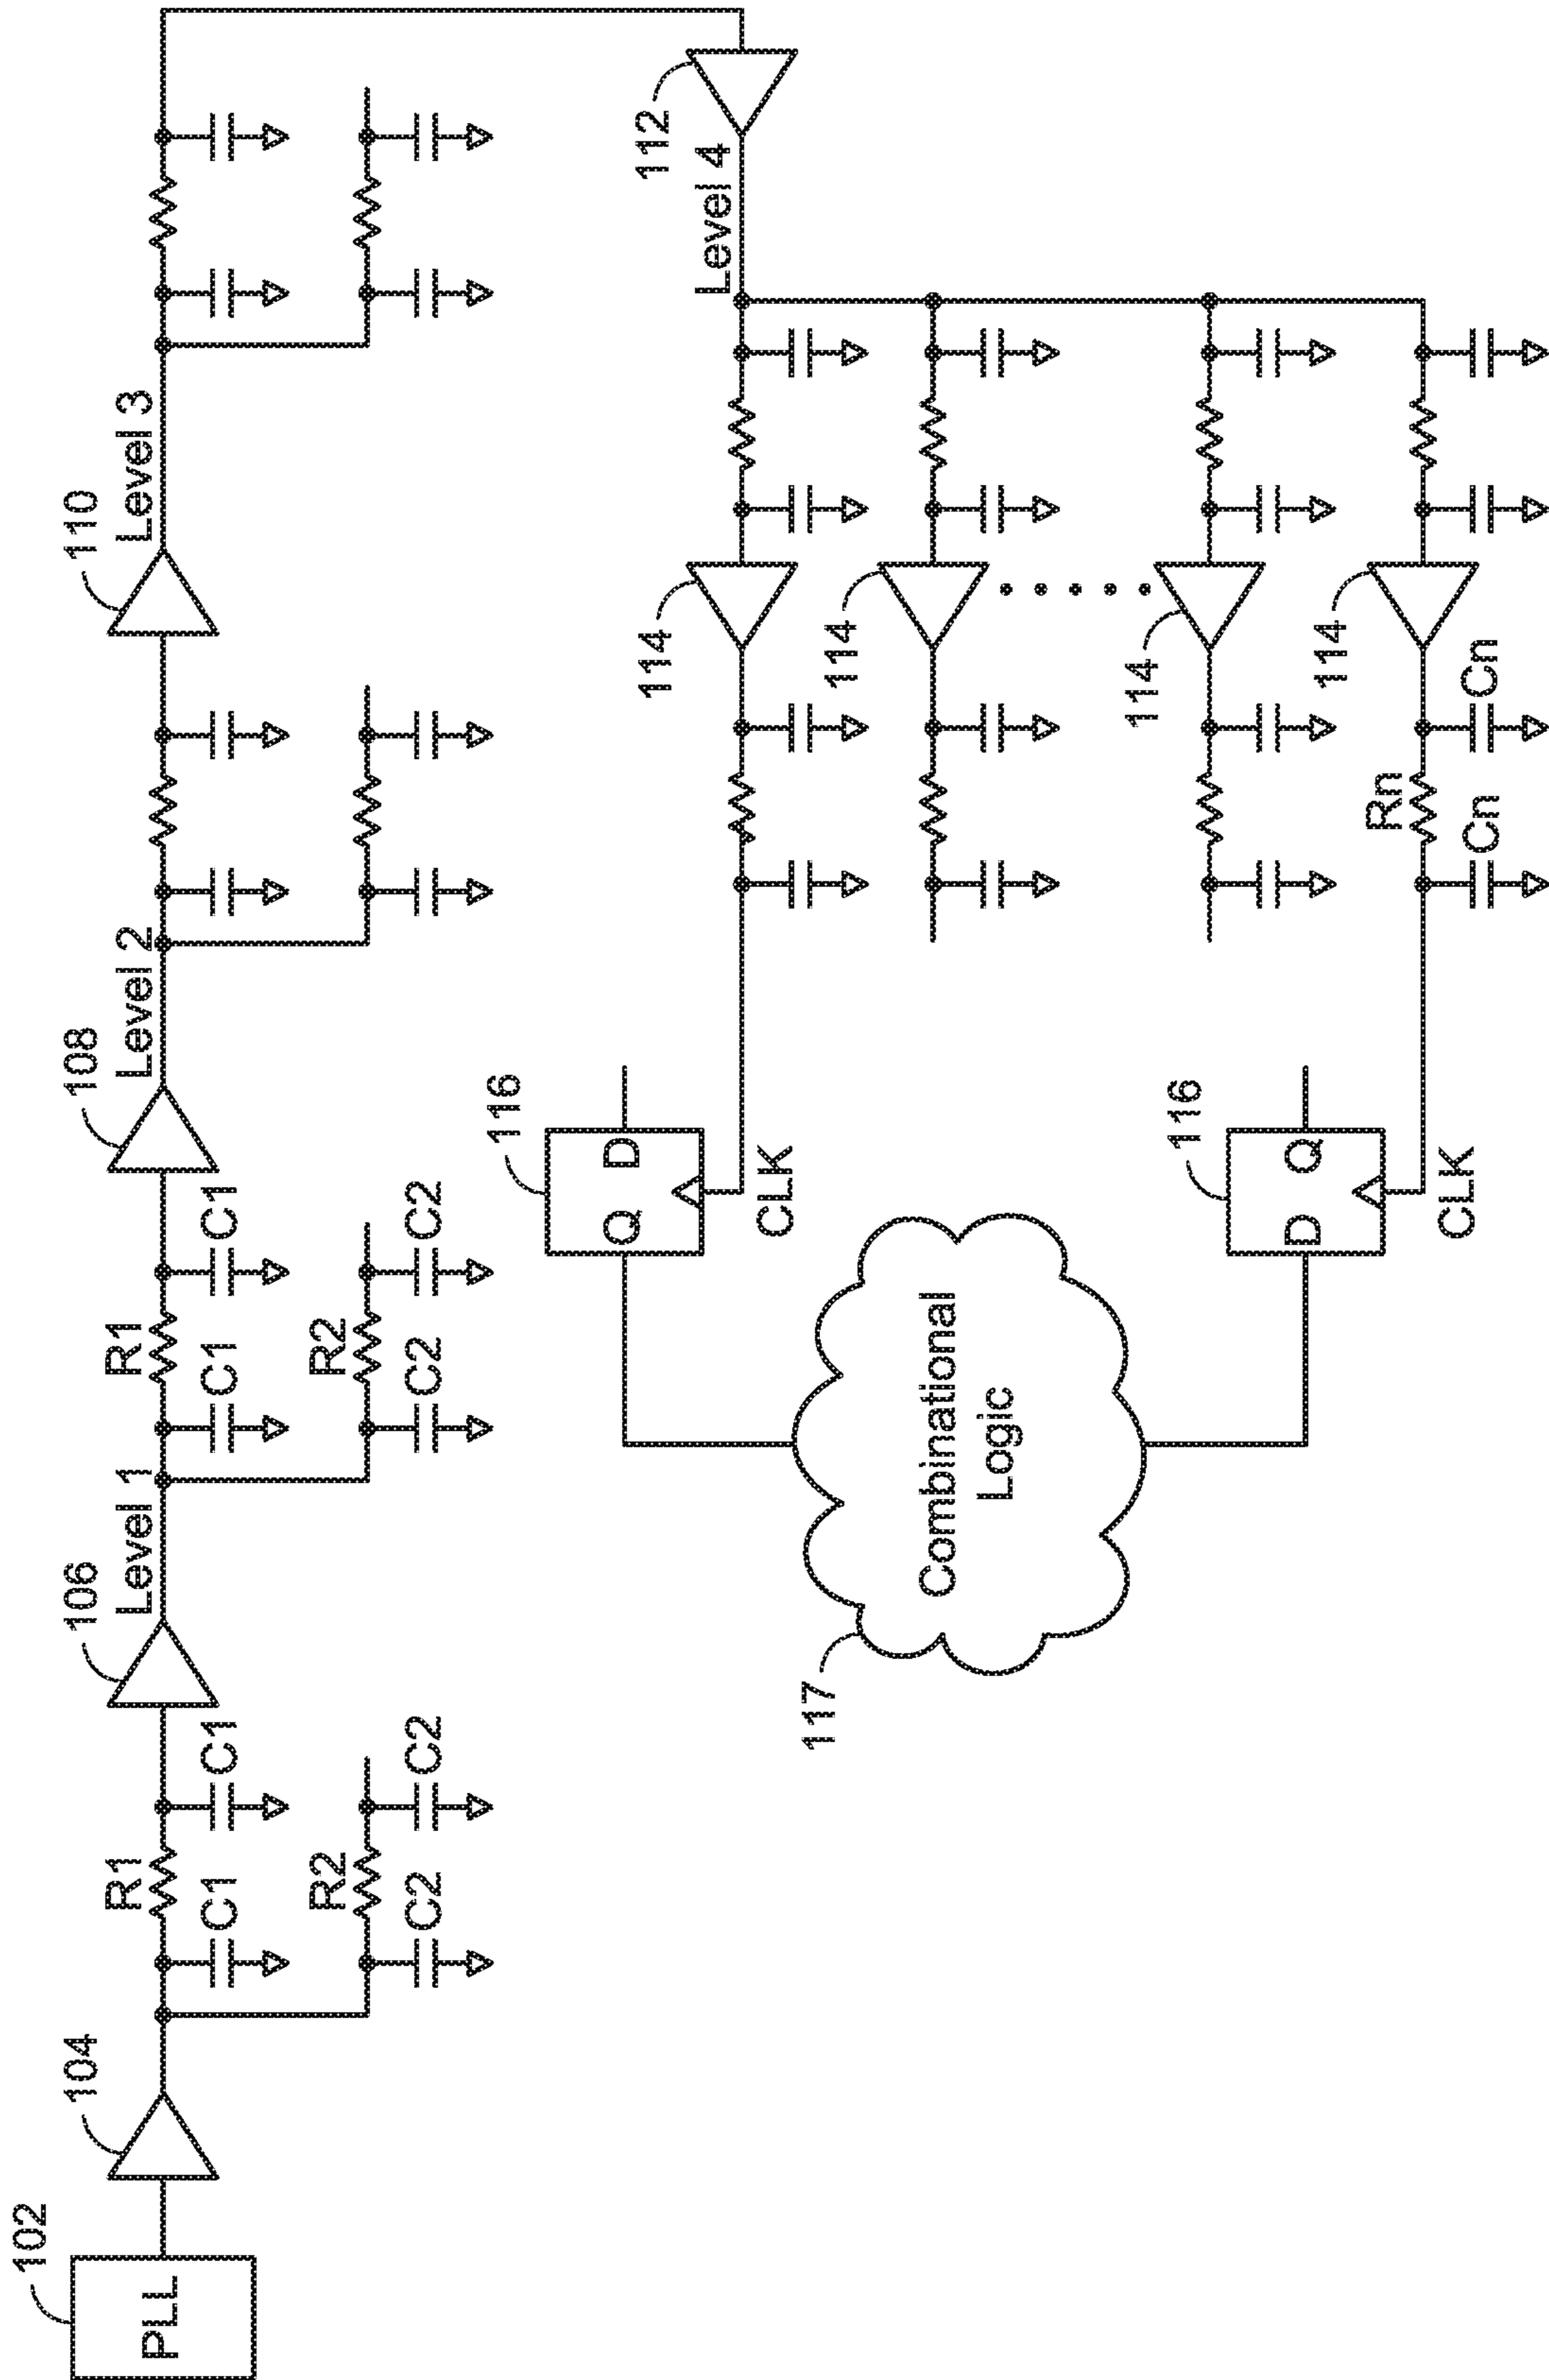 102
PLL
104
R1
C1
C1
R2
C2
C2
106
Level 1
R1
C1
C1
R2
C2
C2
108
Level 2
110
Level 3
112
Level 4
114
114
114
114
Rn
Cn
Cn
116
Q
D
CLK
117
Combinational
Logic
116
D
Q
CLK